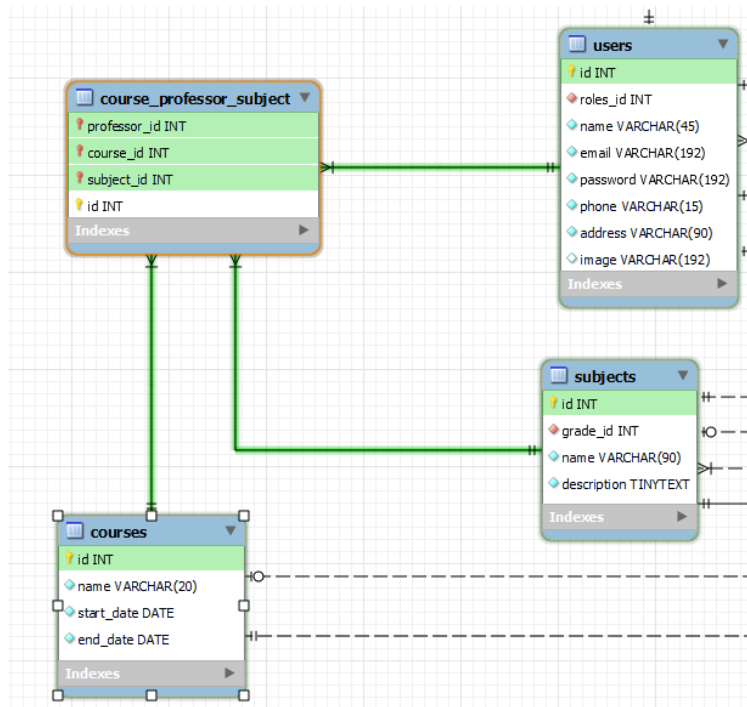 course_professor_subject
professor_id INT
course_id INT
subject_id INT
id INT
Indexes
users
id INT
roles_id INT
name VARCHAR(45)
email VARCHAR(192)
password VARCHAR(192)
phone VARCHAR(15)
address VARCHAR(90)
image VARCHAR(192)
Indexes
subjects
id INT
grade_id INT
name VARCHAR(90)
description TINYTEXT
Indexes
courses
id INT
name VARCHAR(20)
start_date DATE
end_date DATE
Indexes